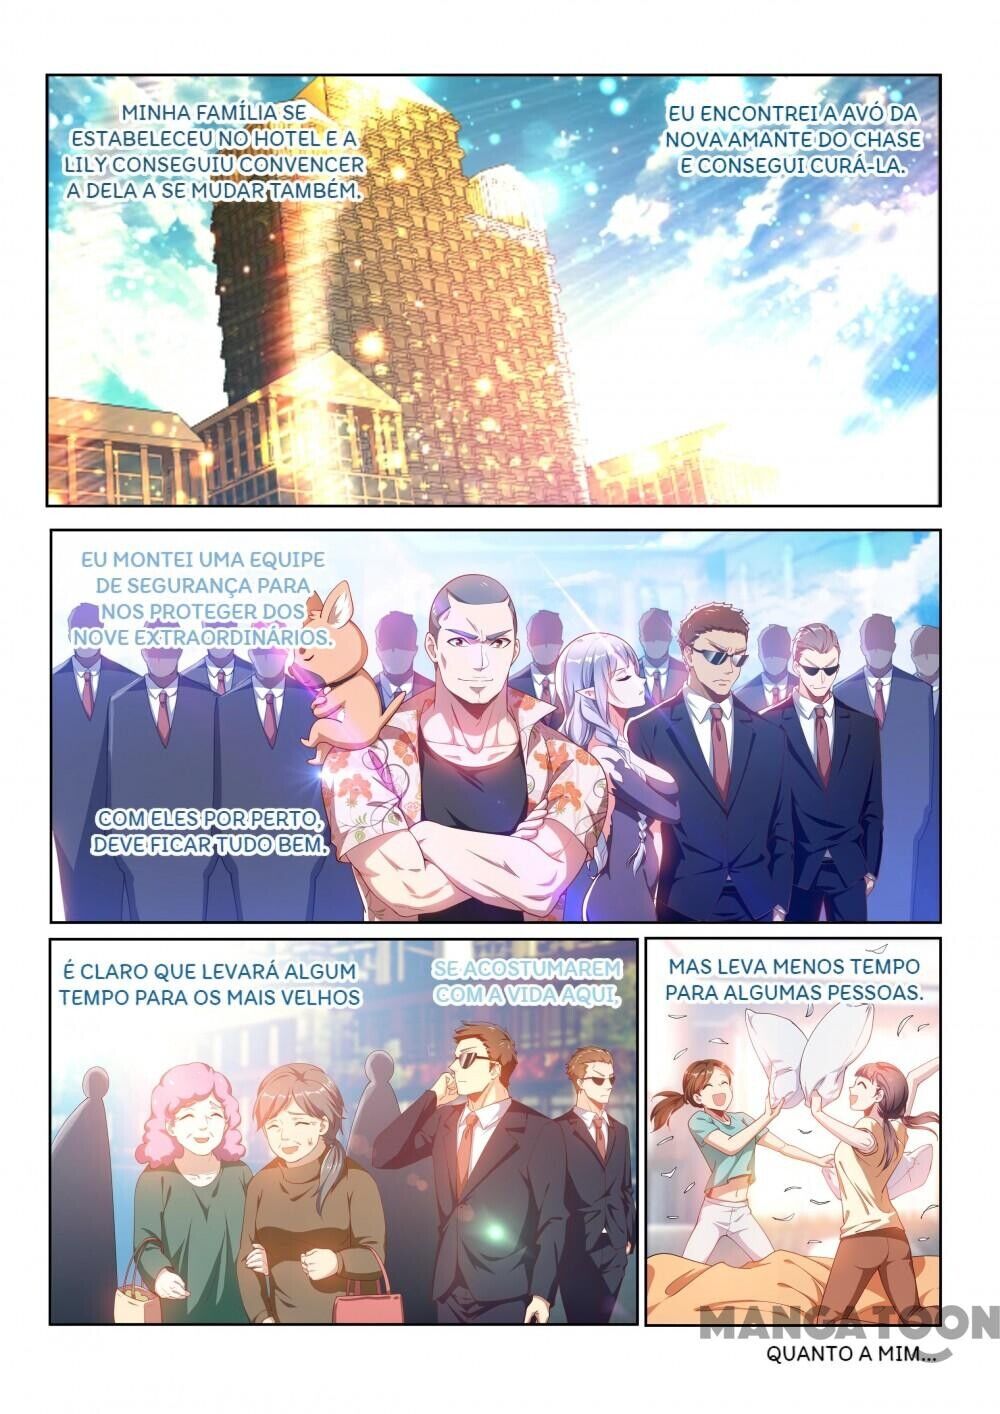 MINHA FAMÍLIA SE
ESTABELECEU NO HOTEL E A
LILY CONSEGUIU CONVENCER
A DELA A SE MUDAR TAMBÉM.
EU ENCONTREI A AVÓ DA
NOVA AMANTE DO CHASE
E CONSEGUI CURÁ-LA.
EU MONTEI UMA EQUIPE
DE SEGURANÇA PARA
NOS PROTEGER DOS
NOVE EXTRAORDINÁRIOS.
COM ELES POR PERTO,
DEVE FICAR TUDO BEM.
É CLARO QUE LEVARÁ ALGUM
TEMPO PARA OS MAIS VELHOS
SE ACOSTUMAREM
COM A VIDA AQUI,
MAS LEVA MENOS TEMPO
PARA ALGUMAS PESSOAS.
MANGATOON
QUANTO A MIM...